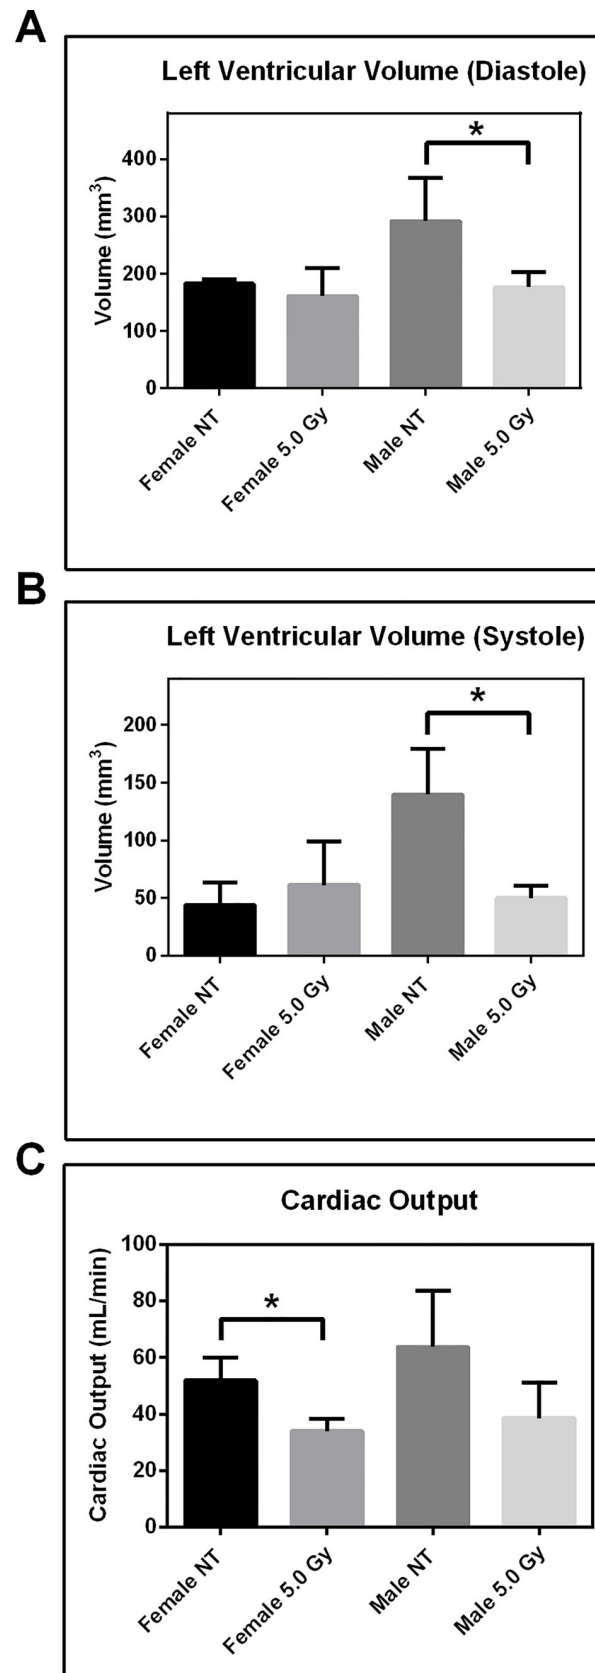 A
Left Ventricular Volume (Diastole)
Volume (mm³)
400
300
200
100
0
*
Female NT
Female 5.0 Gy
Male NT
Male 5.0 Gy
B
Left Ventricular Volume (Systole)
Volume (mm³)
200
150
100
50
0
*
Female NT
Female 5.0 Gy
Male NT
Male 5.0 Gy
C
Cardiac Output
Cardiac Output (mL/min)
100
80
60
40
20
0
*
Female NT
Female 5.0 Gy
Male NT
Male 5.0 Gy